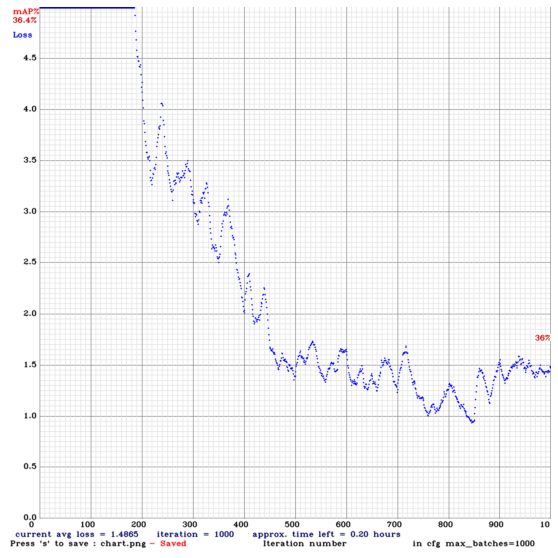 mAP%
36.4%
Loss
4.5
4.0
3.5
3.0
2.5
2.0
36%
1.5
1.0
0.5
0.0
0 100 200 300 400 500 600 700 800 900 10
current avg loss = 1.4865 iteration = 1000 approx. time left = 0.20 hours
Press 's' to save : chart.png - Saved Iteration number in cfg max_batches=1000